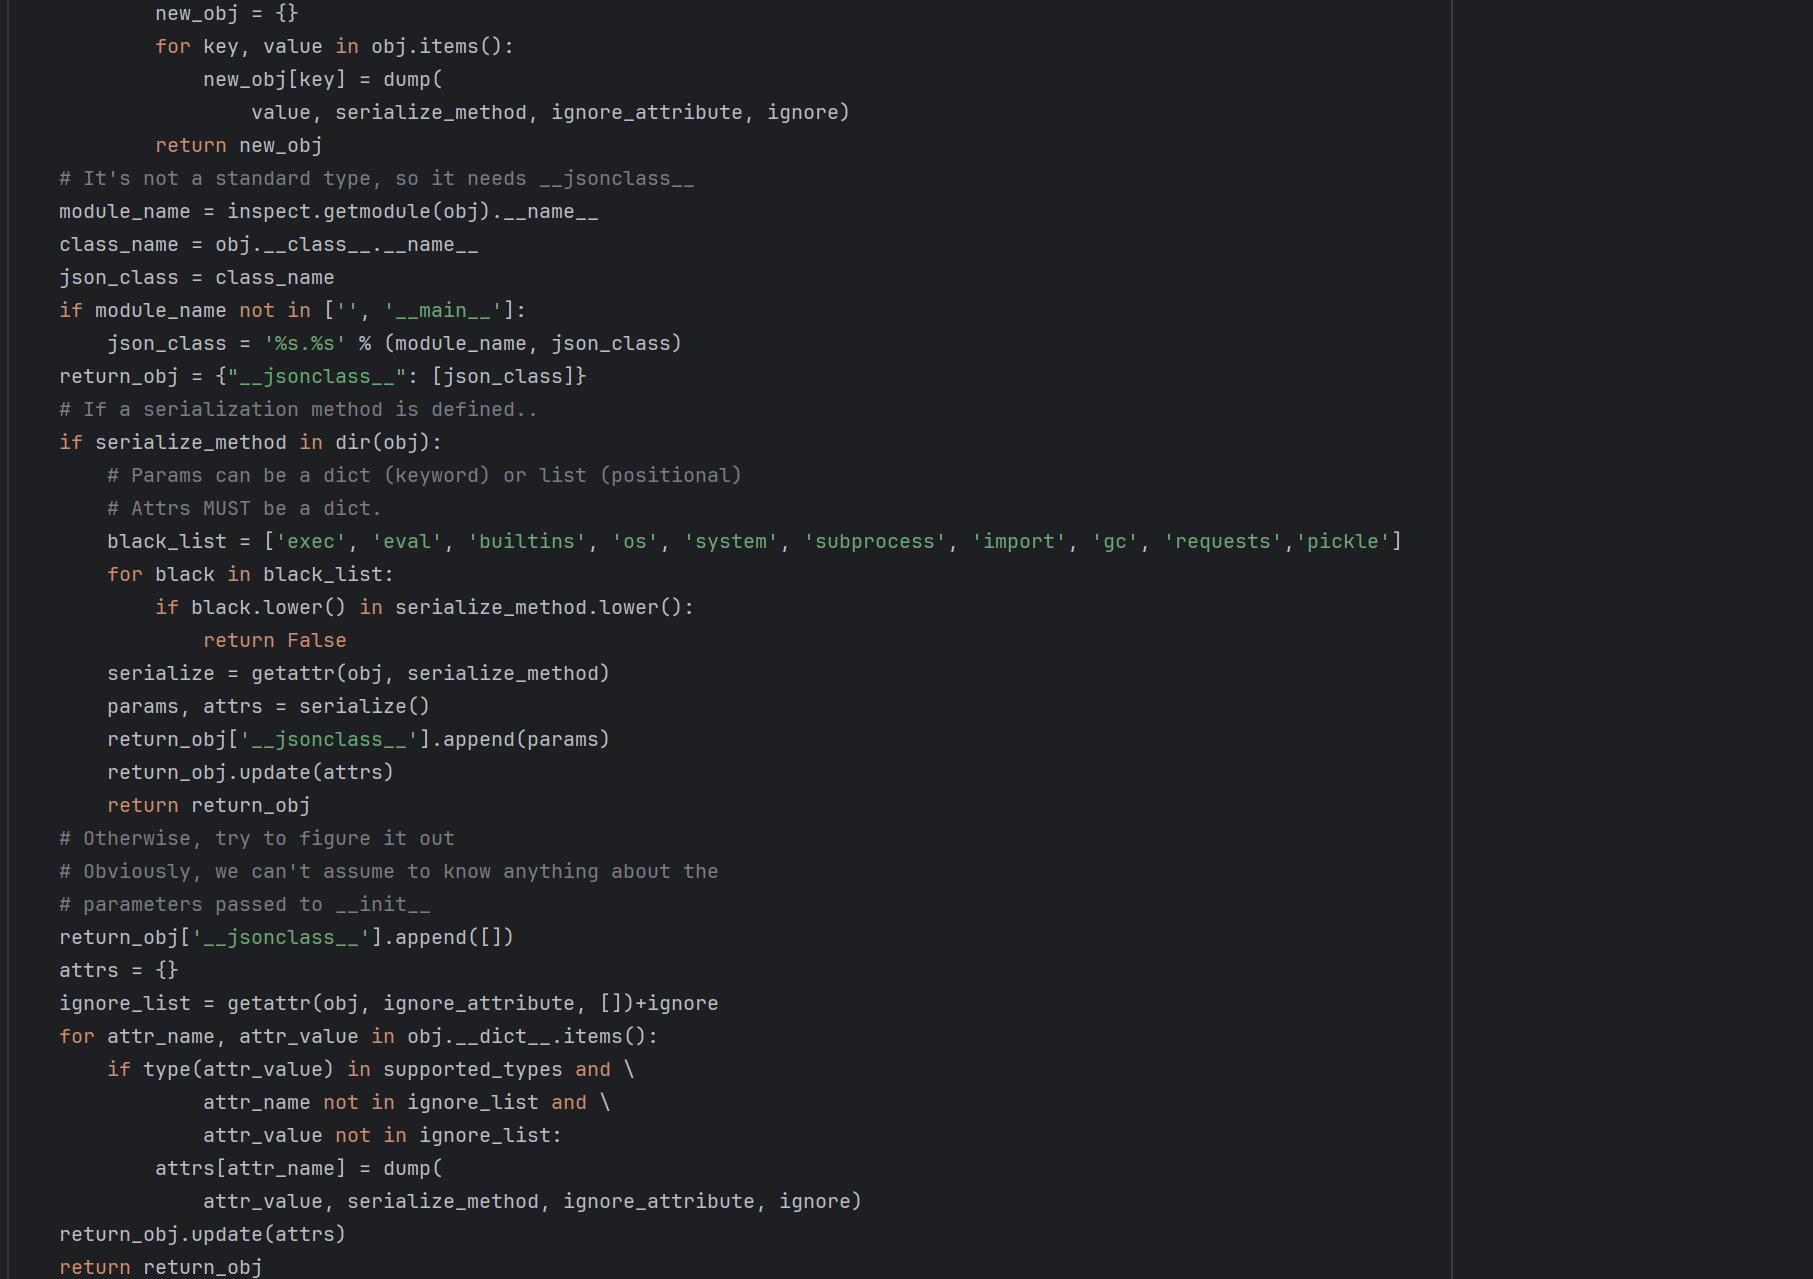 new_obj = {}
for key, value in obj.items():
new_obj[key] = dump(
value, serialize_method, ignore_attribute, ignore)
return new_obj
# It's not a standard type, so it needs __jsonclass__
module_name = inspect.getmodule(obj).__name__
class_name = obj.__class__.__name__
json_class = class_name
if module_name not in ['', '__main__']:
json_class = '%s.%s' % (module_name, json_class)
return_obj = {"__jsonclass__": [json_class]}
# If a serialization method is defined..
if serialize_method in dir(obj):
# Params can be a dict (keyword) or list (positional)
# Attrs MUST be a dict.
black_list = ['exec', 'eval', 'builtins', 'os', 'system', 'subprocess', 'import', 'gc', 'requests','pickle']
for black in black_list:
if black.lower() in serialize_method.lower():
return False
serialize = getattr(obj, serialize_method)
params, attrs = serialize()
return_obj['__jsonclass__'].append(params)
return_obj.update(attrs)
return return_obj
# Otherwise, try to figure it out
# Obviously, we can't assume to know anything about the
# parameters passed to __init__
return_obj['__jsonclass__'].append([])
attrs = {}
ignore_list = getattr(obj, ignore_attribute, [])+ignore
for attr_name, attr_value in obj.__dict__.items():
if type(attr_value) in supported_types and \
attr_name not in ignore_list and \
attr_value not in ignore_list:
attrs[attr_name] = dump(
attr_value, serialize_method, ignore_attribute, ignore)
return_obj.update(attrs)
return return_obj